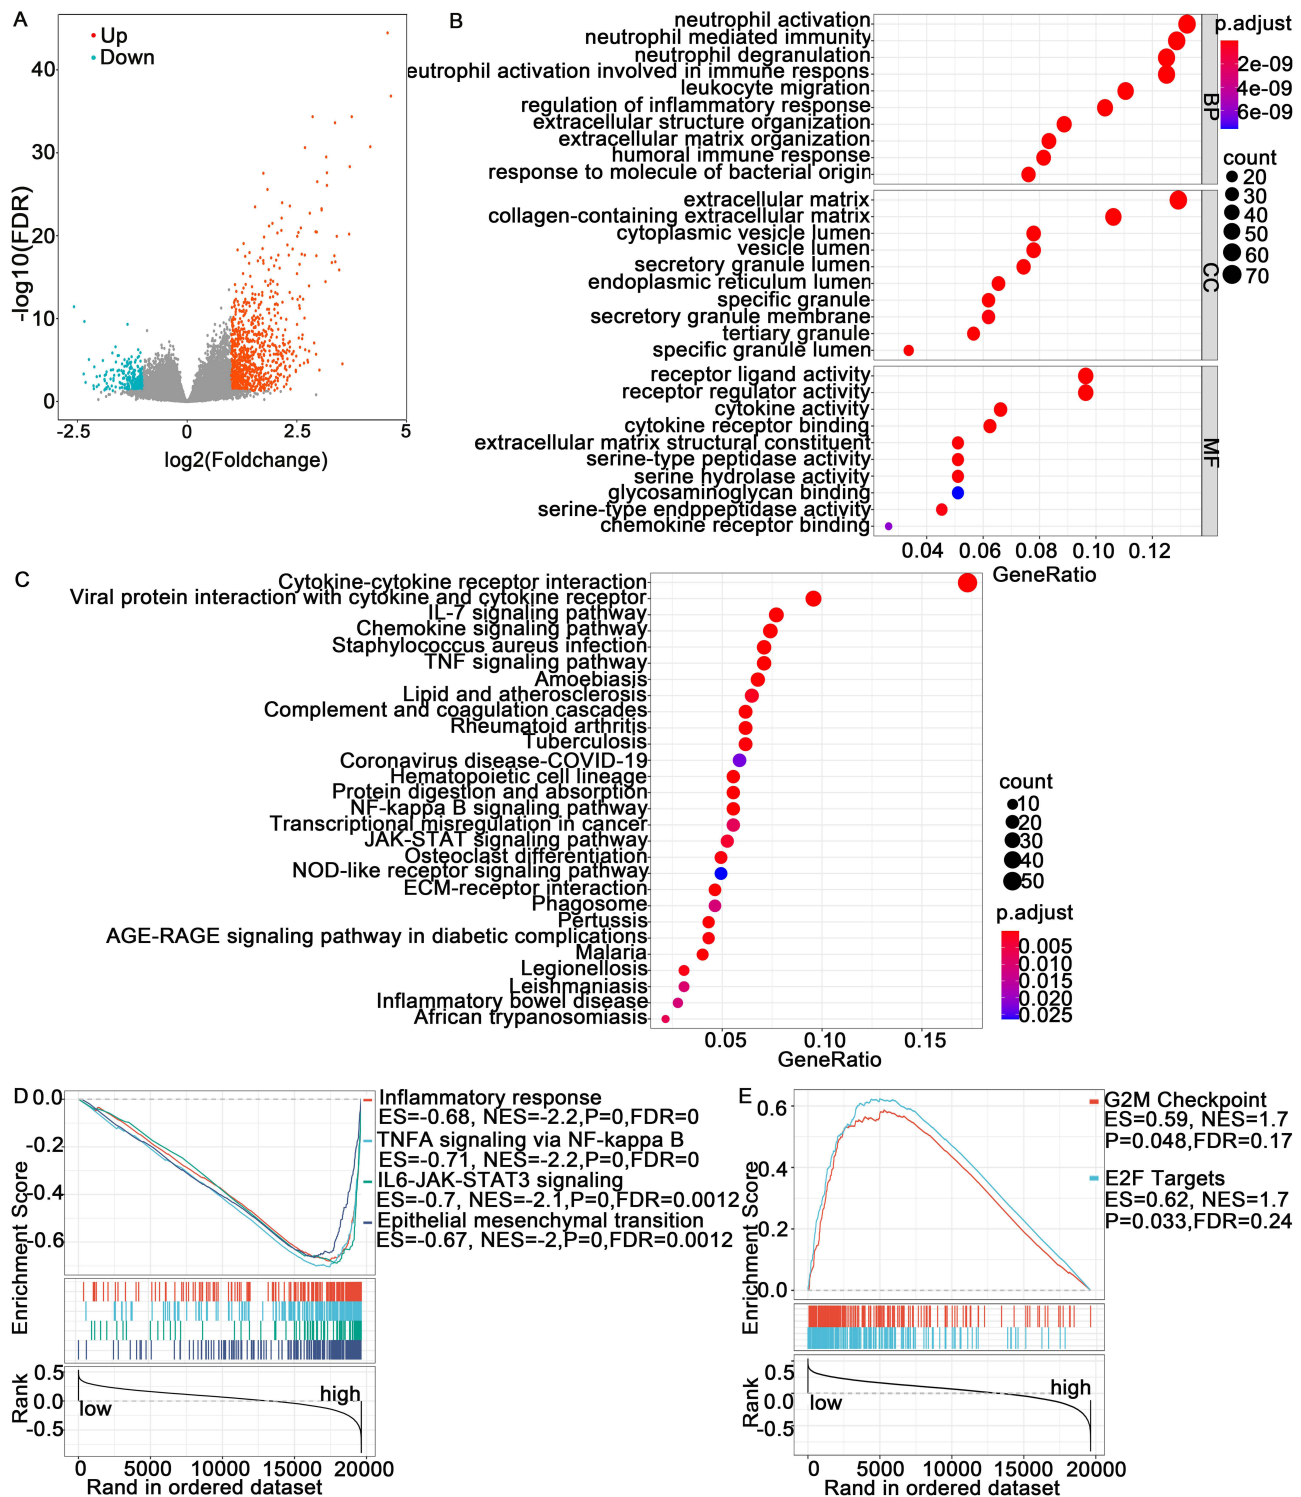 A
Up
Down
40
30
20
10
0
-log10(FDR)
-2.5
0
2.5
5
log2(Foldchange)
B
neutrophil activation
neutrophil mediated immunity
neutrophil degranulation
eutrophil activation involved in immune respons
leukocyte migration
regulation of inflammatory response
extracellular structure organization
extracellular matrix organization
humoral immune response
response to molecule of bacterial origin
BP
extracellular matrix
collagen-containing extracellular matrix
cytoplasmic vesicle lumen
vesicle lumen
secretory granule lumen
endoplasmic reticulum lumen
specific granule
secretory granule membrane
tertiary granule
specific granule lumen
CC
receptor ligand activity
receptor regulator activity
cytokine activity
cytokine receptor binding
extracellular matrix structural constituent
serine-type peptidase activity
serine hydrolase activity
glycosaminoglycan binding
serine-type endppeptidase activity
chemokine receptor binding
MF
0.04
0.06
0.08
0.10
0.12
GeneRatio
p.adjust
2e-09
4e-09
6e-09
count
20
30
40
50
60
70
C
Cytokine-cytokine receptor interaction
Viral protein interaction with cytokine and cytokine receptor
IL-7 signaling pathway
Chemokine signaling pathway
Staphylococcus aureus infection
TNF signaling pathway
Amoebiasis
Lipid and atherosclerosis
Complement and coagulation cascades
Rheumatoid arthritis
Tuberculosis
Coronavirus disease-COVID-19
Hematopoietic cell lineage
Protein digestion and absorption
NF-kappa B signaling pathway
Transcriptional misregulation in cancer
JAK-STAT signaling pathway
Osteoclast differentiation
NOD-like receptor signaling pathway
ECM-receptor interaction
Phagosome
Pertussis
AGE-RAGE signaling pathway in diabetic complications
Malaria
Legionellosis
Leishmaniasis
Inflammatory bowel disease
African trypanosomiasis
0.05
0.10
0.15
GeneRatio
count
10
20
30
40
50
p.adjust
0.005
0.010
0.015
0.020
0.025
D
0.0
-0.2
-0.4
-0.6
Enrichment Score
Inflammatory response
ES=-0.68, NES=-2.2,P=0,FDR=0
TNFA signaling via NF-kappa B
ES=-0.71, NES=-2.2,P=0,FDR=0
IL6-JAK-STAT3 signaling
ES=-0.7, NES=-2.1,P=0,FDR=0.0012
Epithelial mesenchymal transition
ES=-0.67, NES=-2,P=0,FDR=0.0012
0.5
0.0
-0.5
Rank
low
high
0
5000
10000
15000
20000
Rand in ordered dataset
E
0.6
0.4
0.2
0.0
Enrichment Score
G2M Checkpoint
ES=0.59, NES=1.7
P=0.048,FDR=0.17
E2F Targets
ES=0.62, NES=1.7
P=0.033,FDR=0.24
0.5
0.0
-0.5
Rank
low
high
0
5000
10000
15000
20000
Rand in ordered dataset